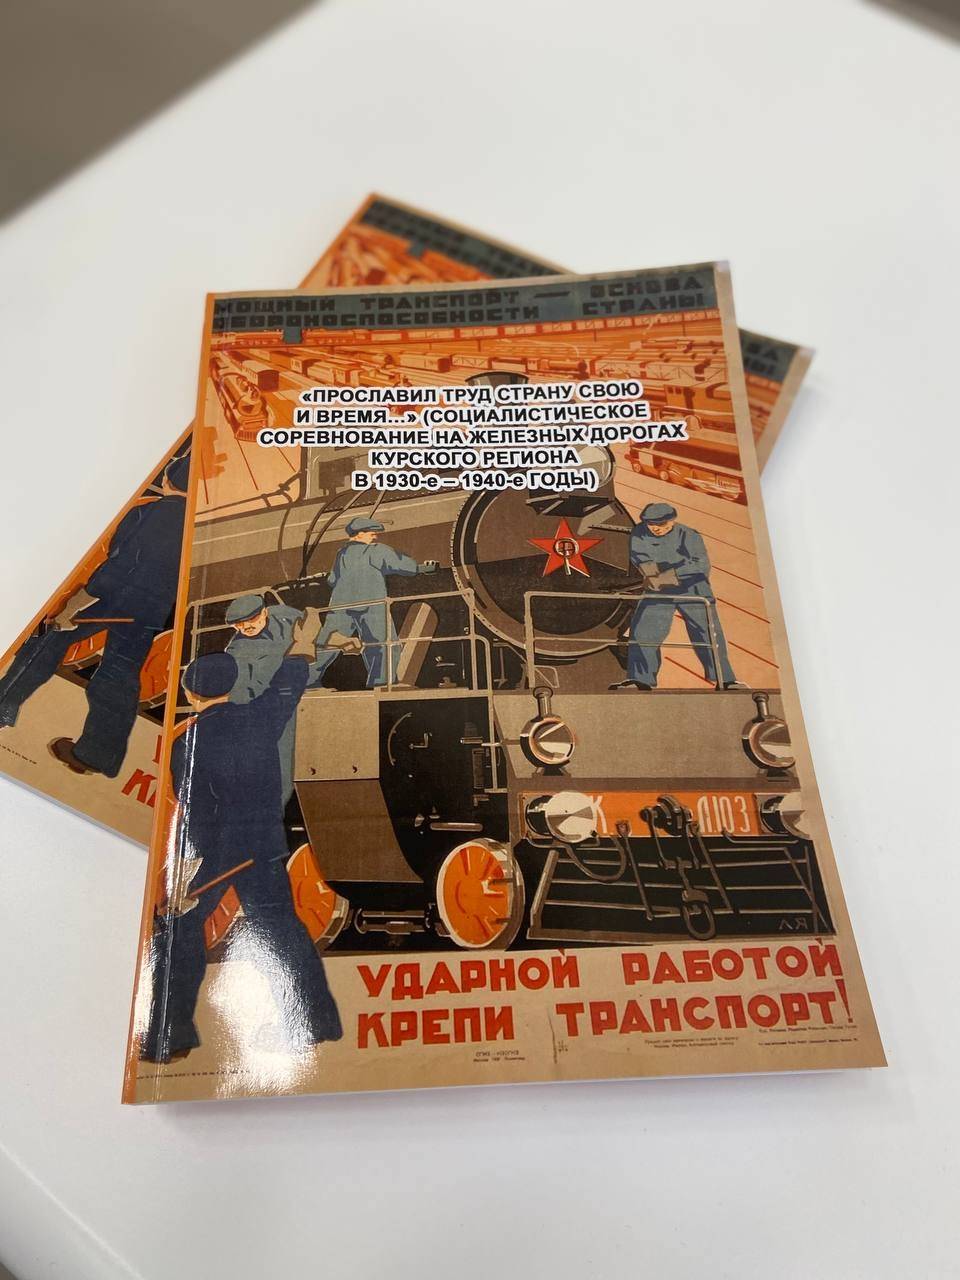 МОЩНЫЙ ТРАНСПОРТ — ОСНОВА
ОБОРОНОСПОСОБНОСТИ СТРАНЫ
«ПРОСЛАВИЛ ТРУД СТРАНУ СВОЮ
И ВРЕМЯ...» (СОЦИАЛИСТИЧЕСКОЕ
СОРЕВНОВАНИЕ НА ЖЕЛЕЗНЫХ ДОРОГАХ
КУРСКОГО РЕГИОНА
В 1930-е – 1940-е ГОДЫ)
УДАРНОЙ РАБОТОЙ
КРЕПИ ТРАНСПОРТ!